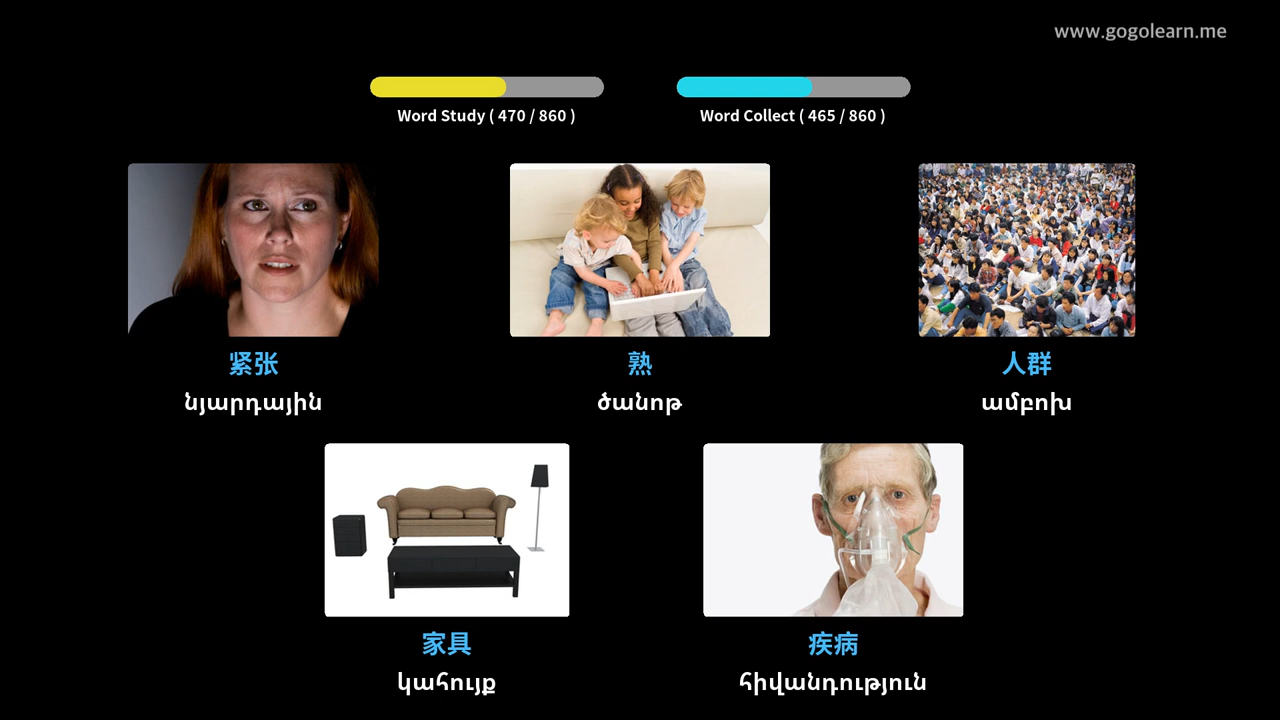 www.gogolearn.me
Word Study ( 470 / 860 )
Word Collect ( 465 / 860 )
紧张
նյարդային
熟
ծանոթ
人群
ամբոխ
家具
կահույք
疾病
հիվանդություն